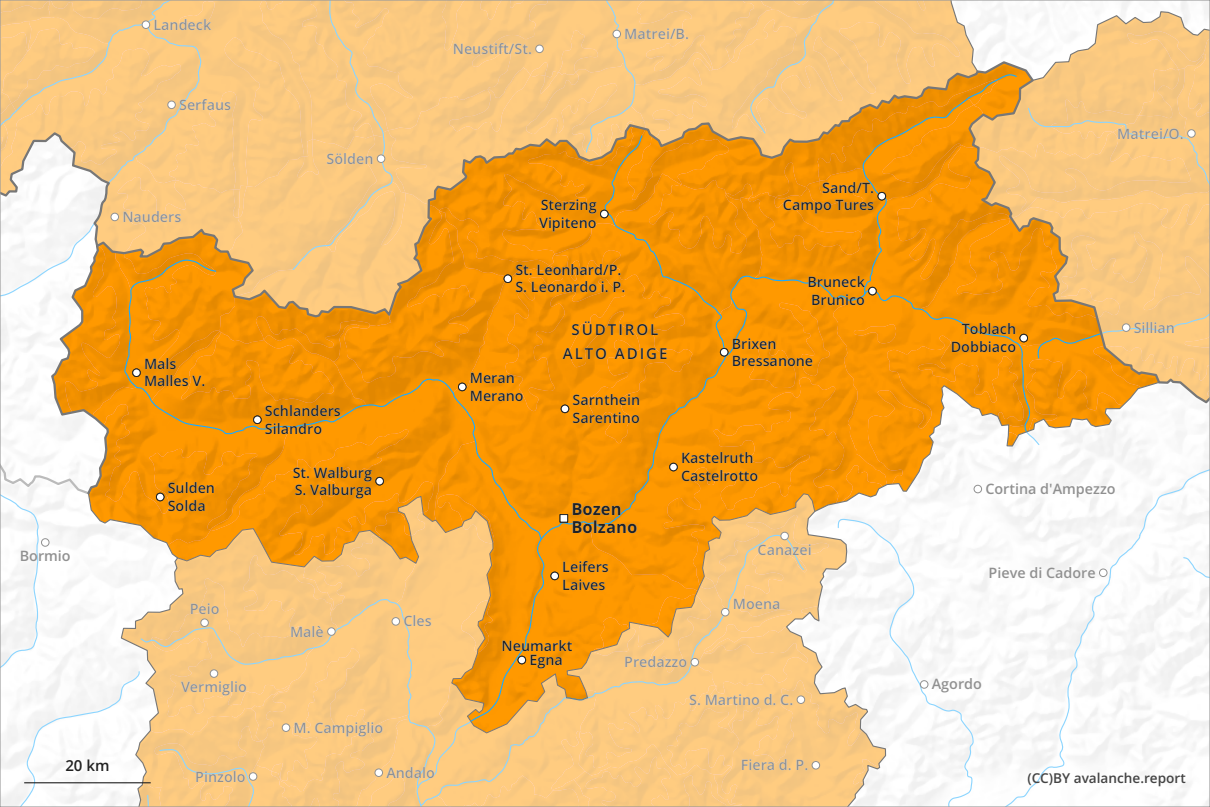 Landeck
Neustift/St.
Matrei/B.
Serfaus
Matrei/O.
Sölden
Nauders
Sterzing
Vipiteno
Sand/T.
Campo Tures
St. Leonhard/P.
S. Leonardo i. P.
Bruneck
Brunico
SÜDTIROL
ALTO ADIGE
Toblach
Dobbiaco
Sillian
Brixen
Bressanone
Mals
Malles V.
Meran
Merano
Sarnthein
Sarentino
Schlanders
Silandro
Kastelruth
Castelrotto
St. Walburg
S. Valburga
Sulden
Solda
Cortina d'Ampezzo
Bozen
Bolzano
Bormio
Canazei
Leifers
Laives
Pieve di Cadore
Peio
Malè
Cles
Moena
Neumarkt
Egna
Predazzo
Vermiglio
Agordo
S. Martino d. C.
M. Campiglio
20 km
Pinzolo
Andalo
Fiera d. P.
(CC)BY avalanche.report